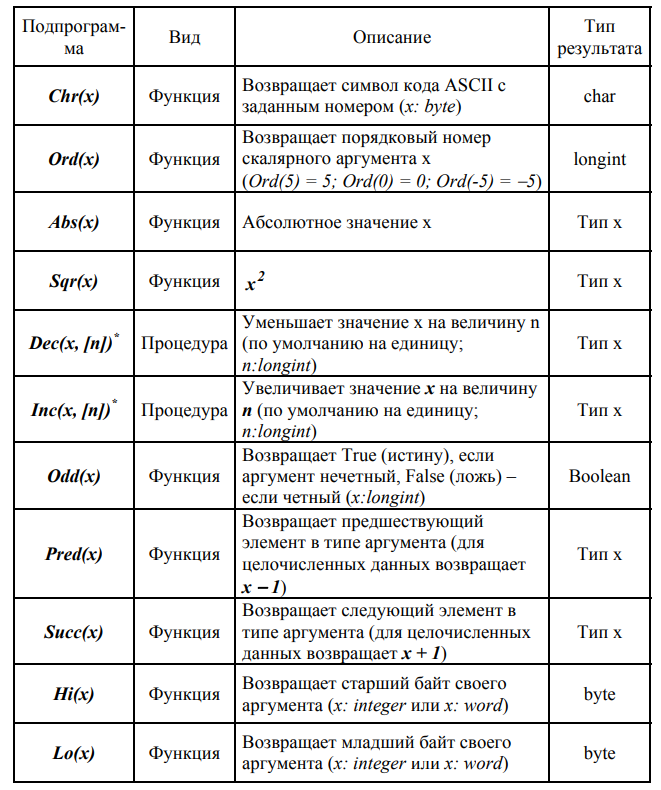 Подпрограм-
ма
Вид
Описание
Тип
результата
Chr(x)
Функция
Возвращает символ кода ASCII с
заданным номером (x: byte)
char
Ord(x)
Функция
Возвращает порядковый номер
скалярного аргумента x
(Ord(5) = 5; Ord(0) = 0; Ord(-5) = –5)
longint
Abs(x)
Функция
Абсолютное значение x
Тип x
Sqr(x)
Функция
x²
Тип x
Dec(x, [n])*
Процедура
Уменьшает значение x на величину n
(по умолчанию на единицу;
n:longint)
Тип x
Inc(x, [n])*
Процедура
Увеличивает значение x на величину
n (по умолчанию на единицу;
n:longint)
Тип x
Odd(x)
Функция
Возвращает True (истину), если
аргумент нечетный, False (ложь) –
если четный (x:longint)
Boolean
Pred(x)
Функция
Возвращает предшествующий
элемент в типе аргумента (для
целочисленных данных возвращает
x – 1)
Тип x
Succ(x)
Функция
Возвращает следующий элемент в
типе аргумента (для целочисленных
данных возвращает x + 1)
Тип x
Hi(x)
Функция
Возвращает старший байт своего
аргумента (x: integer или x: word)
byte
Lo(x)
Функция
Возвращает младший байт своего
аргумента (x: integer или x: word)
byte